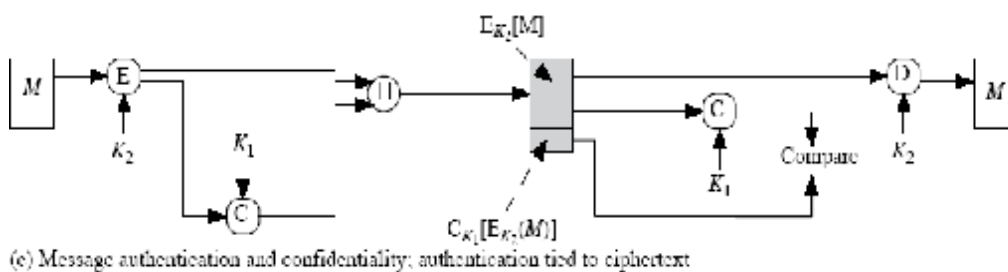 E_K₂[M]
M E || C D M
K₂ K₁ K₁ Compare K₂
C
C_K₁[E_K₂(M)]
(c) Message authentication and confidentiality; authentication tied to ciphertext